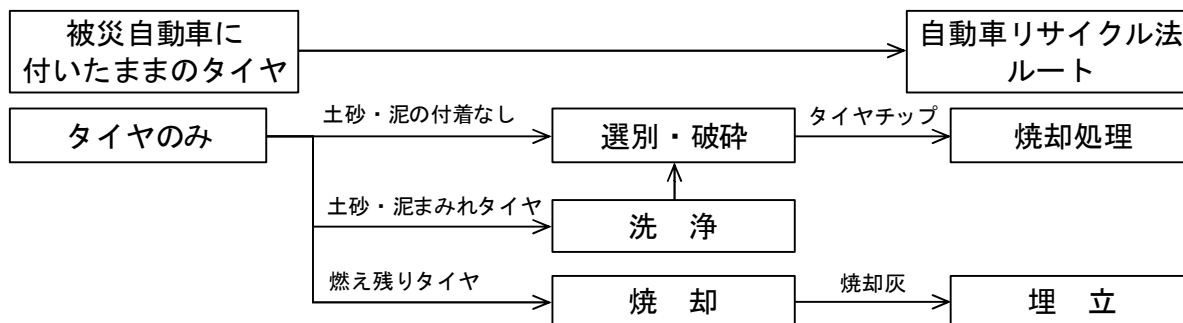 被災自動車に
付いたままのタイヤ
自動車リサイクル法
ルート
タイヤのみ
土砂・泥の付着なし
選別・破砕
タイヤチップ
焼却処理
土砂・泥まみれタイヤ
洗　浄
燃え残りタイヤ
焼　却
焼却灰
埋　立